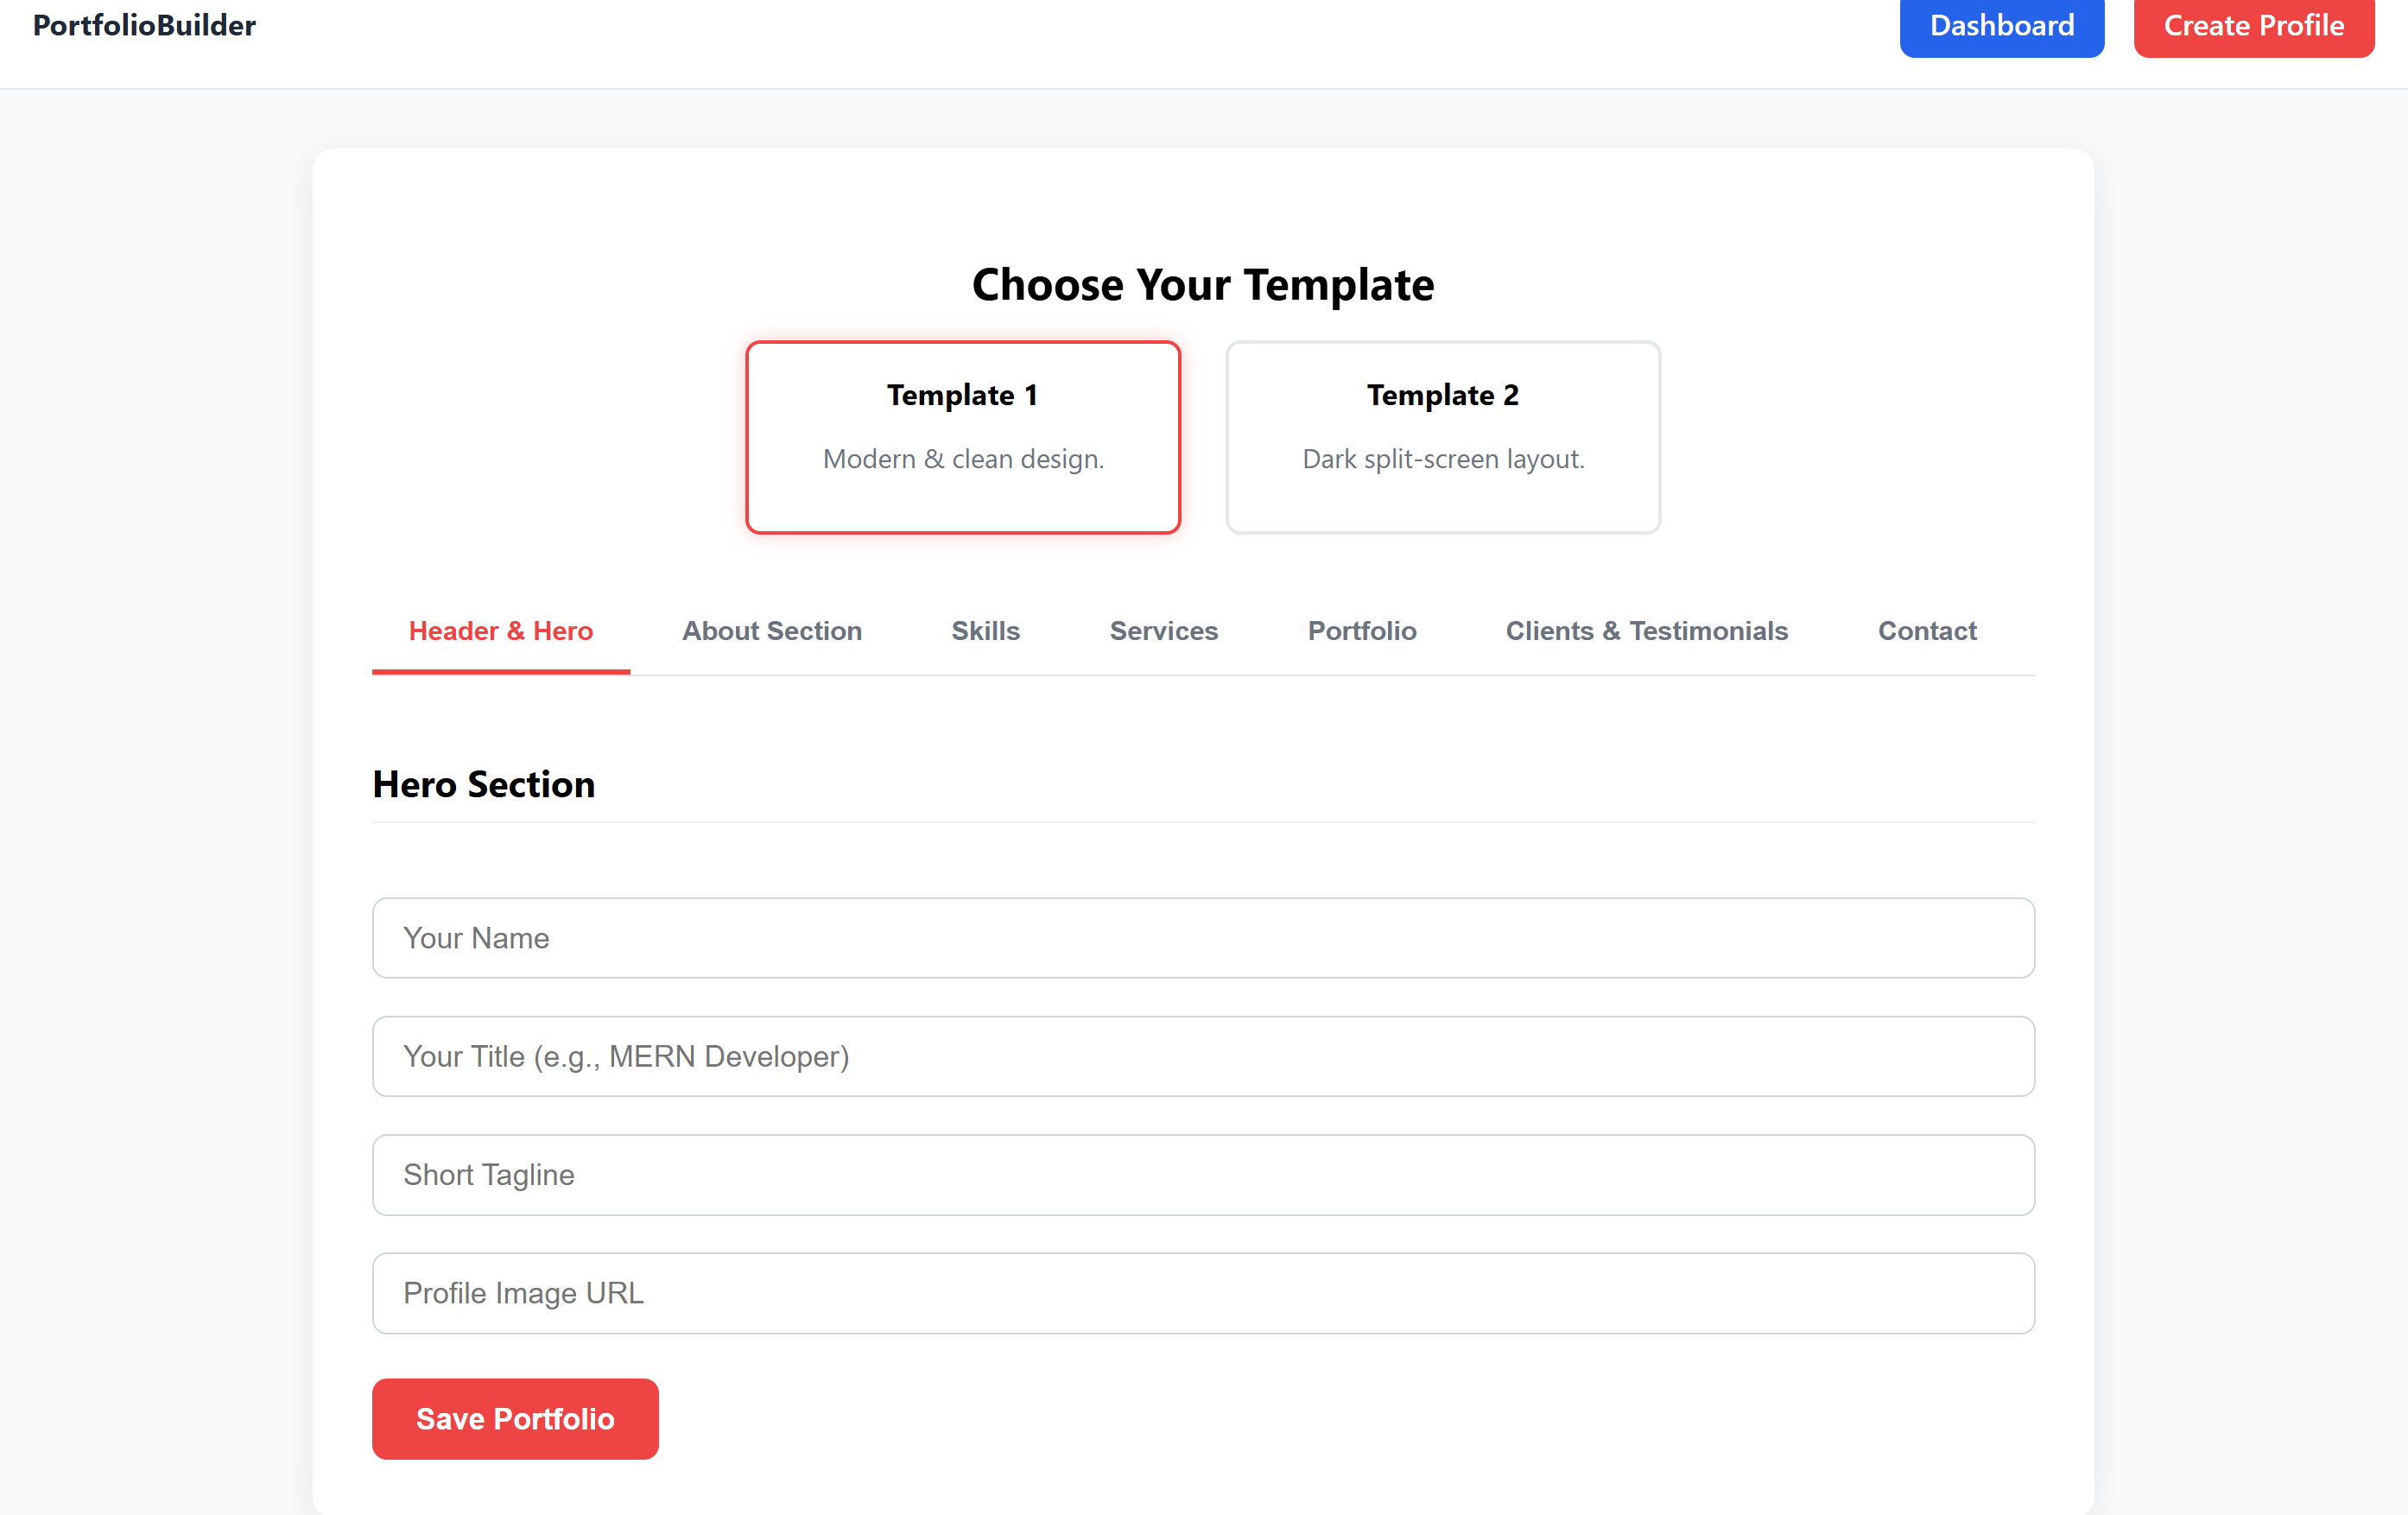 PortfolioBuilder
Dashboard
Create Profile
Choose Your Template
Template 1
Modern & clean design.
Template 2
Dark split-screen layout.
Header & Hero
About Section
Skills
Services
Portfolio
Clients & Testimonials
Contact
Hero Section
Your Name
Your Title (e.g., MERN Developer)
Short Tagline
Profile Image URL
Save Portfolio